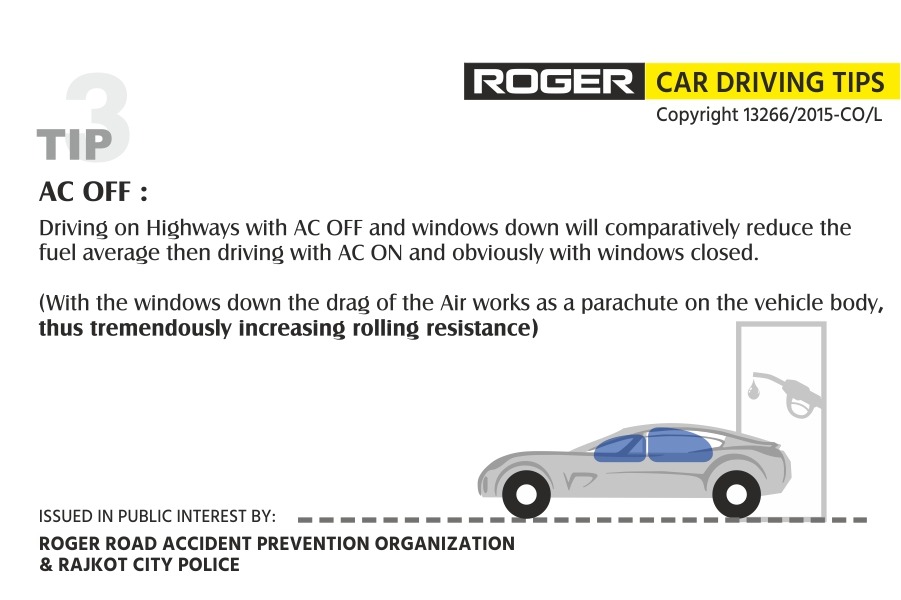 3
TIP
ROGER CAR DRIVING TIPS
Copyright 13266/2015-CO/L
AC OFF :
Driving on Highways with AC OFF and windows down will comparatively reduce the
fuel average then driving with AC ON and obviously with windows closed.
(With the windows down the drag of the Air works as a parachute on the vehicle body,
thus tremendously increasing rolling resistance)
ISSUED IN PUBLIC INTEREST BY:
ROGER ROAD ACCIDENT PREVENTION ORGANIZATION
& RAJKOT CITY POLICE